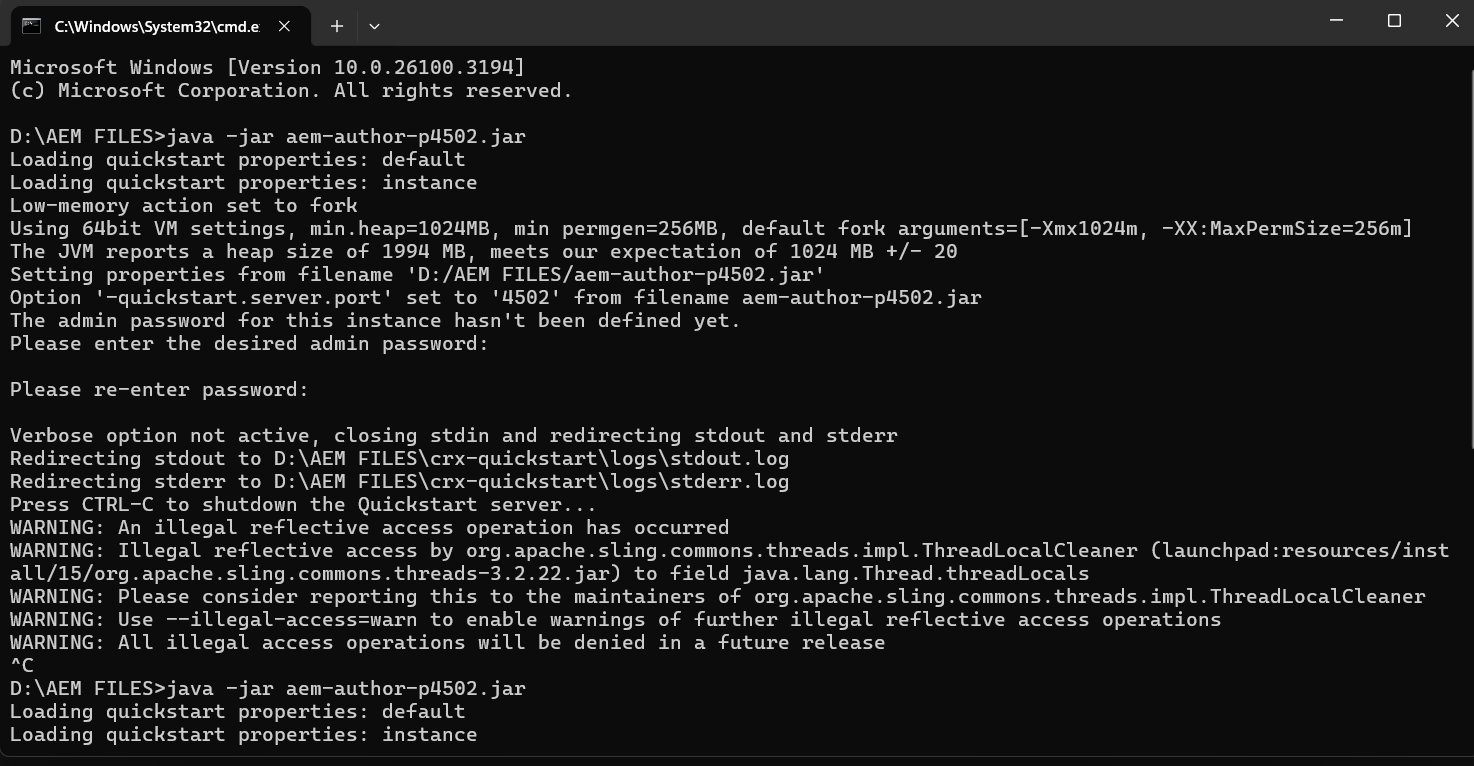 C:\Windows\System32\cmd.e
Microsoft Windows [Version 10.0.26100.3194]
(c) Microsoft Corporation. All rights reserved.
D:\AEM FILES>java -jar aem-author-p4502.jar
Loading quickstart properties: default
Loading quickstart properties: instance
Low-memory action set to fork
Using 64bit VM settings, min.heap=1024MB, min permgen=256MB, default fork arguments=[-Xmx1024m, -XX:MaxPermSize=256m]
The JVM reports a heap size of 1994 MB, meets our expectation of 1024 MB +/- 20
Setting properties from filename 'D:/AEM FILES/aem-author-p4502.jar'
Option '-quickstart.server.port' set to '4502' from filename aem-author-p4502.jar
The admin password for this instance hasn't been defined yet.
Please enter the desired admin password:
Please re-enter password:
Verbose option not active, closing stdin and redirecting stdout and stderr
Redirecting stdout to D:\AEM FILES\crx-quickstart\logs\stdout.log
Redirecting stderr to D:\AEM FILES\crx-quickstart\logs\stderr.log
Press CTRL-C to shutdown the Quickstart server...
WARNING: An illegal reflective access operation has occurred
WARNING: Illegal reflective access by org.apache.sling.commons.threads.impl.ThreadLocalCleaner (launchpad:resources/inst
all/15/org.apache.sling.commons.threads-3.2.22.jar) to field java.lang.Thread.threadLocals
WARNING: Please consider reporting this to the maintainers of org.apache.sling.commons.threads.impl.ThreadLocalCleaner
WARNING: Use --illegal-access=warn to enable warnings of further illegal reflective access operations
WARNING: All illegal access operations will be denied in a future release
^C
D:\AEM FILES>java -jar aem-author-p4502.jar
Loading quickstart properties: default
Loading quickstart properties: instance